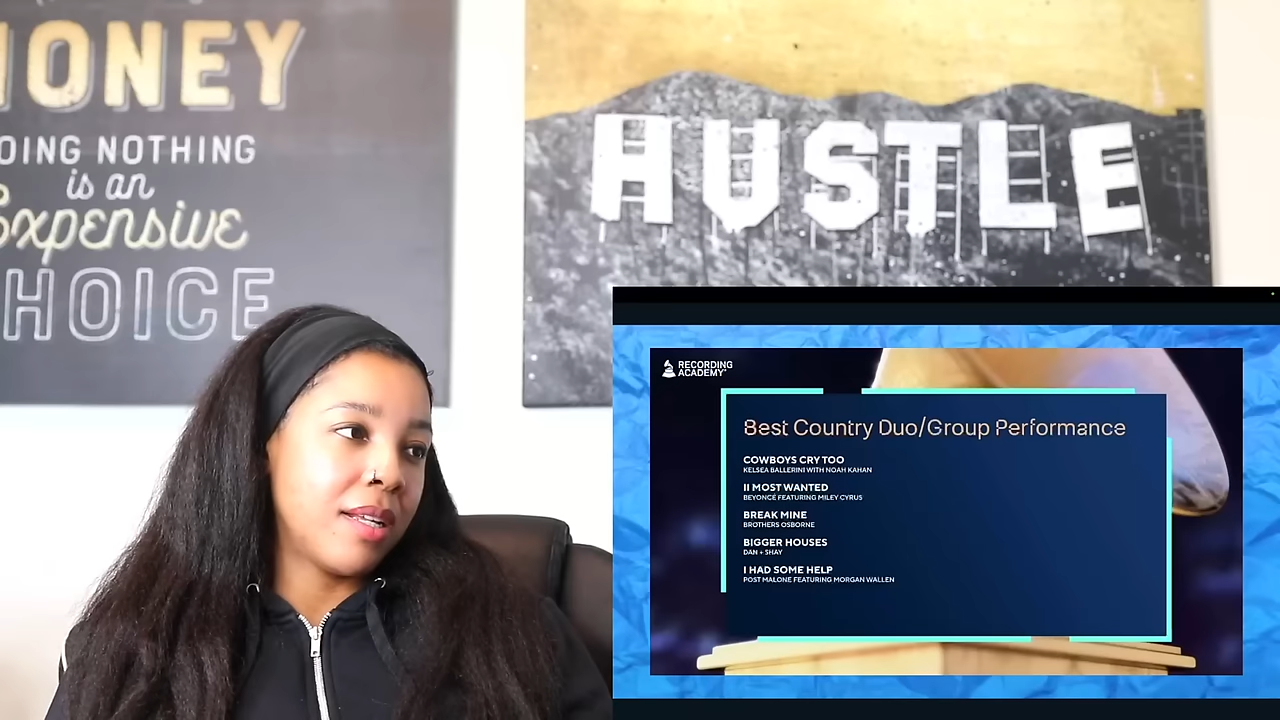 MONEY
DOING NOTHING
is an
Expensive
CHOICE
HUSTLE
RECORDING
ACADEMY
Best Country Duo/Group Performance
COWBOYS CRY TOO
KELSEA BALLERINI WITH NOAH KAHAN
II MOST WANTED
BEYONCÉ FEATURING MILEY CYRUS
BREAK MINE
BROTHERS OSBORNE
BIGGER HOUSES
DAN + SHAY
I HAD SOME HELP
POST MALONE FEATURING MORGAN WALLEN